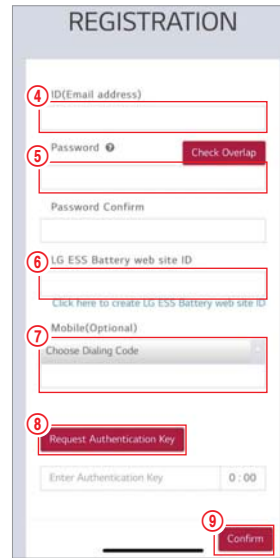 REGISTRATION
④ ID(Email address)
Password ?
Check Overlap
⑤
Password Confirm
⑥ LG ESS Battery web site ID
Click here to create LG ESS Battery web site ID
Mobile(Optional)
⑦ Choose Dialing Code
⑧
Request Authentication Key
Enter Authentication Key 0 : 00
⑨
Confirm